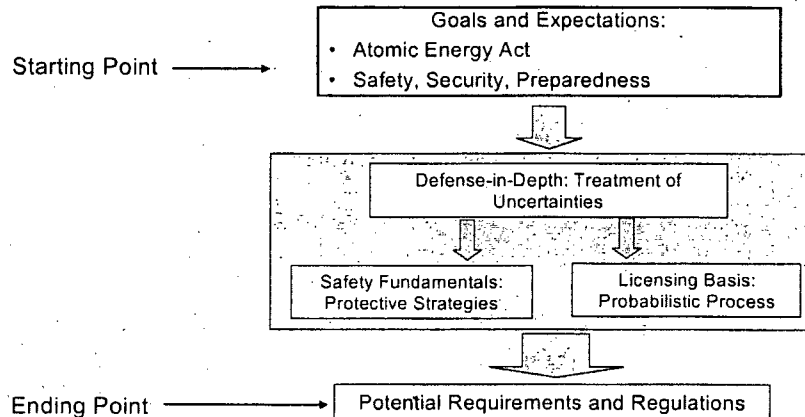 Goals and Expectations:
• Atomic Energy Act
Starting Point
• Safety, Security, Preparedness
Defense-in-Depth: Treatment of
Uncertainties
Safety Fundamentals:
Protective Strategies
Licensing Basis:
Probabilistic Process
Ending Point
Potential Requirements and Regulations